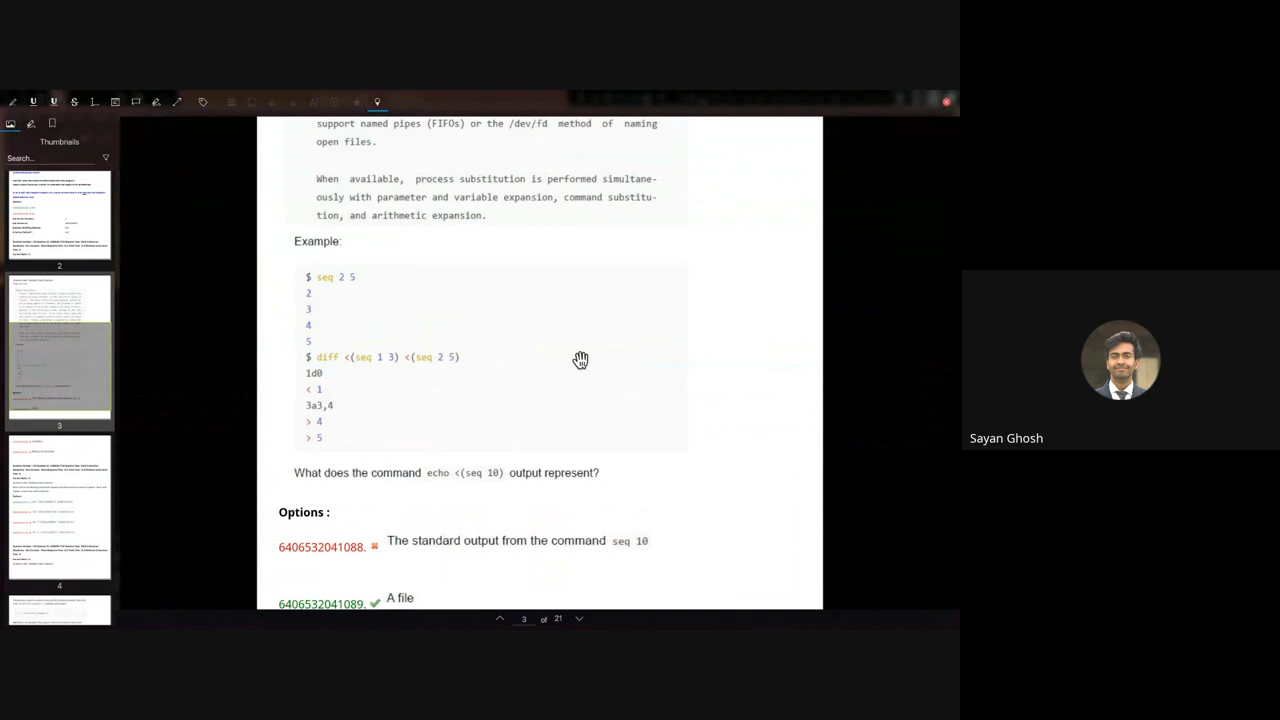 Thumbnails
Search...
2
3
4
support named pipes (FIFOs) or the /dev/fd method of naming
open files.
When available, process substitution is performed simultane-
ously with parameter and variable expansion, command substitu-
tion, and arithmetic expansion.
Example:
$ seq 2 5
2
3
4
5
$ diff <(seq 1 3) <(seq 2 5)
1d0
< 1
3a3,4
> 4
> 5
What does the command echo <(seq 10) output represent?
Options :
6406532041088. The standard output from the command seq 10
6406532041089. A file
3 of 21
Sayan Ghosh